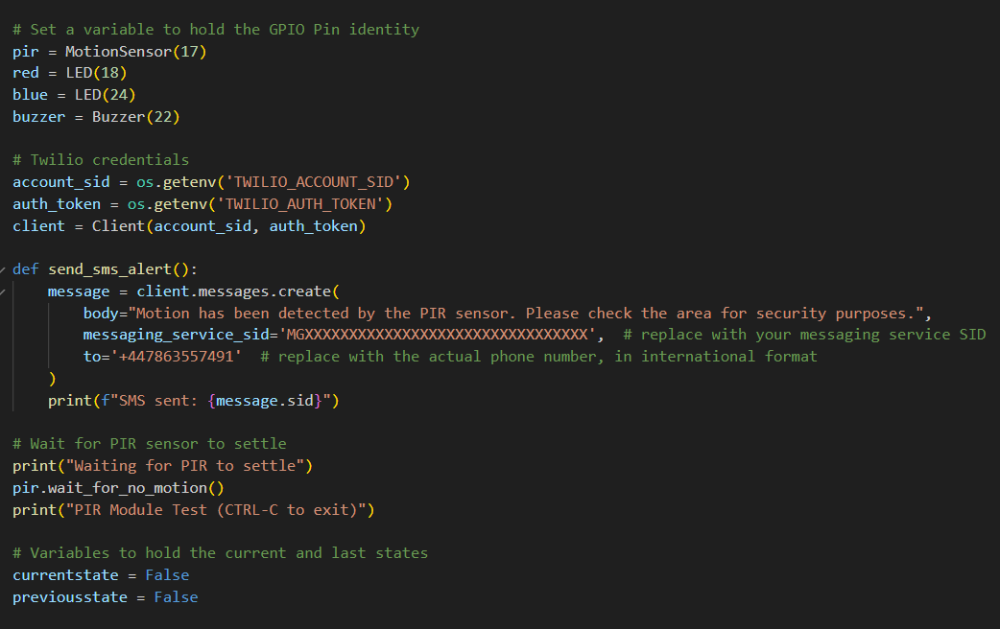 # Set a variable to hold the GPIO Pin identity
pir = MotionSensor(17)
red = LED(18)
blue = LED(24)
buzzer = Buzzer(22)
# Twilio credentials
account_sid = os.getenv('TWILIO_ACCOUNT_SID')
auth_token = os.getenv('TWILIO_AUTH_TOKEN')
client = Client(account_sid, auth_token)
def send_sms_alert():
    message = client.messages.create(
        body="Motion has been detected by the PIR sensor. Please check the area for security purposes.",
        messaging_service_sid='MGXXXXXXXXXXXXXXXXXXXXXXXXXXXXXXXX',  # replace with your messaging service SID
        to='+447863557491'  # replace with the actual phone number, in international format
    )
    print(f"SMS sent: {message.sid}")
# Wait for PIR sensor to settle
print("Waiting for PIR to settle")
pir.wait_for_no_motion()
print("PIR Module Test (CTRL-C to exit)")
# Variables to hold the current and last states
currentstate = False
previousstate = False